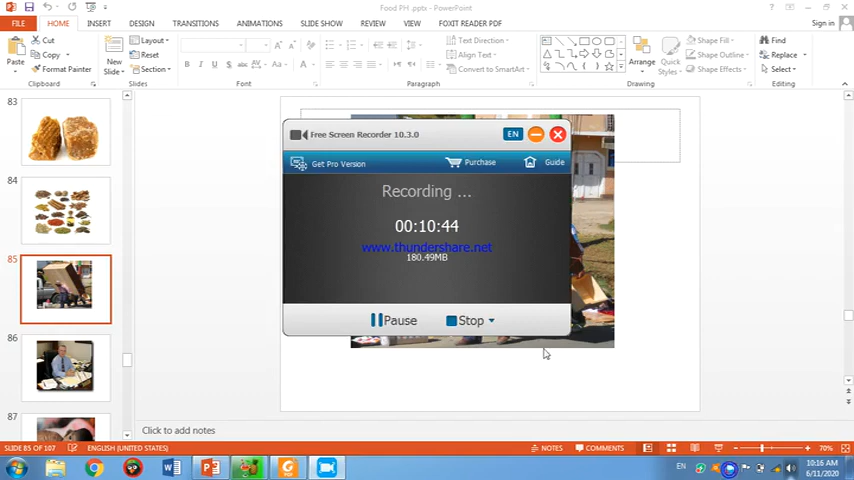 Food PH .pptx - PowerPoint
FILE
HOME
INSERT
DESIGN
TRANSITIONS
ANIMATIONS
SLIDE SHOW
REVIEW
VIEW
FOXIT READER PDF
Sign in
Paste
Cut
Copy
Format Painter
Clipboard
New
Slide
Layout
Reset
Section
Slides
B I U S abc AV Aa A
Font
Text Direction
Align Text
Convert to SmartArt
Paragraph
Arrange
Quick
Styles
Shape Fill
Shape Outline
Shape Effects
Drawing
Find
Replace
Select
Editing
83
84
85
86
87
Free Screen Recorder 10.3.0
EN
Get Pro Version
Purchase
Guide
Recording ...
00:10:44
www.thundershare.net
180.49MB
Pause
Stop
Click to add notes
SLIDE 85 OF 107
ENGLISH (UNITED STATES)
NOTES
COMMENTS
70%
EN
10:16 AM
6/11/2020